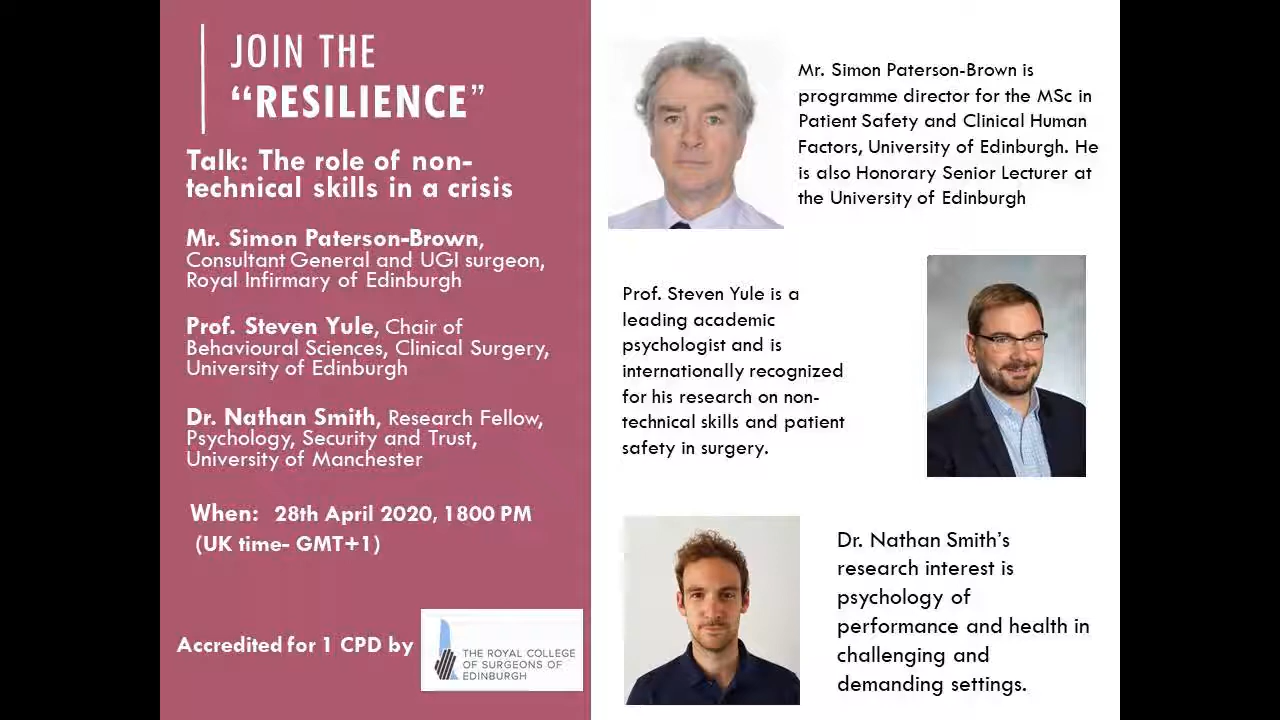 JOIN THE
“RESILIENCE”
Talk: The role of non-
technical skills in a crisis
Mr. Simon Paterson-Brown,
Consultant General and UGI surgeon,
Royal Infirmary of Edinburgh
Prof. Steven Yule, Chair of
Behavioural Sciences, Clinical Surgery,
University of Edinburgh
Dr. Nathan Smith, Research Fellow,
Psychology, Security and Trust,
University of Manchester
When: 28th April 2020, 1800 PM
(UK time- GMT+1)
Accredited for 1 CPD by
THE ROYAL COLLEGE
OF SURGEONS OF
EDINBURGH
Mr. Simon Paterson-Brown is
programme director for the MSc in
Patient Safety and Clinical Human
Factors, University of Edinburgh. He
is also Honorary Senior Lecturer at
the University of Edinburgh
Prof. Steven Yule is a
leading academic
psychologist and is
internationally recognized
for his research on non-
technical skills and patient
safety in surgery.
Dr. Nathan Smith’s
research interest is
psychology of
performance and health in
challenging and
demanding settings.